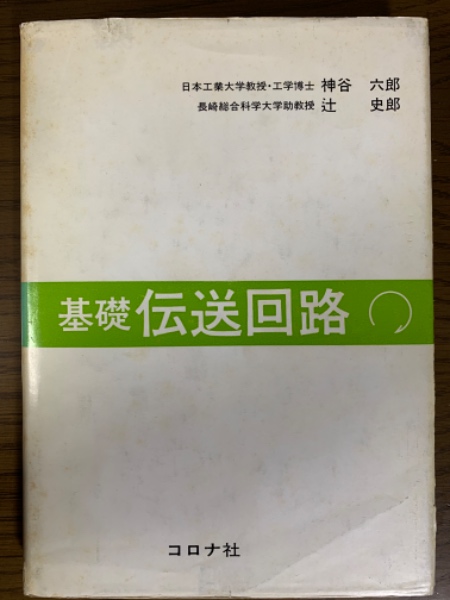 日本工業大学教授・工学博士 神谷 六郎
長崎総合科学大学助教授 辻 史郎
基礎 伝送回路
コロナ社